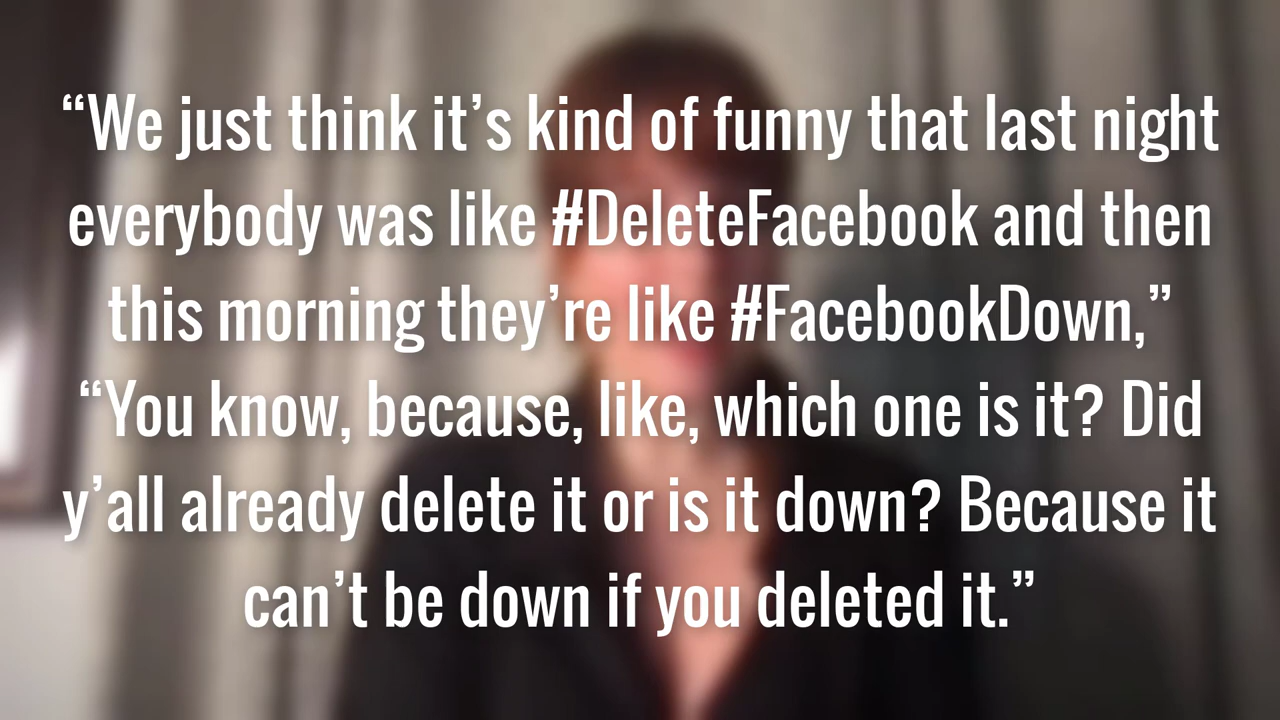 “We just think it’s kind of funny that last night
everybody was like #DeleteFacebook and then
this morning they’re like #FacebookDown,”
“You know, because, like, which one is it? Did
y’all already delete it or is it down? Because it
can’t be down if you deleted it.”